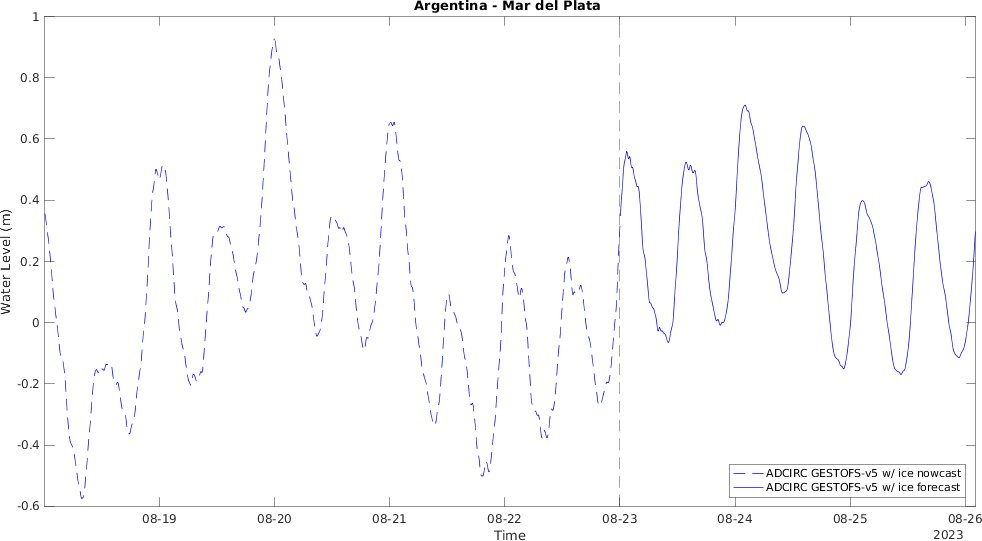 Argentina - Mar del Plata
Water Level (m)
1
0.8
0.6
0.4
0.2
0
-0.2
-0.4
-0.6
ADCIRC GESTOFS-v5 w/ ice nowcast
ADCIRC GESTOFS-v5 w/ ice forecast
08-19 08-20 08-21 08-22 08-23 08-24 08-25 08-26
Time
2023